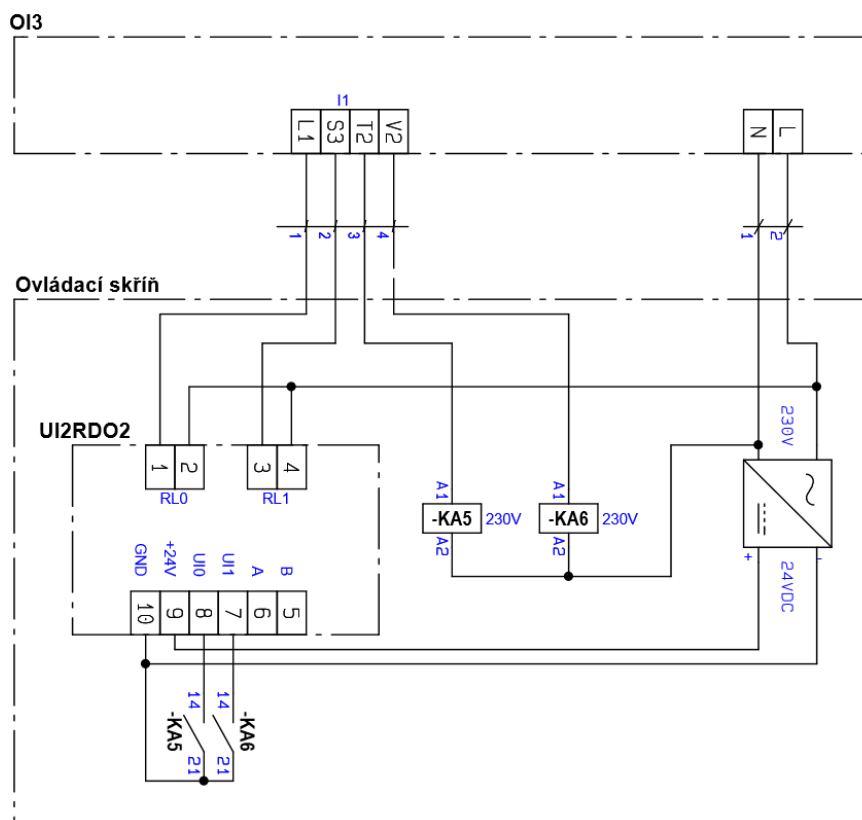 OI3
I1
L1 S3 T2 V2 N L
1 2 3 4 1 2
Ovládací skříň
UI2RDO2
230V
1 2 3 4
RL0 RL1
A1 A1
-KA5 230V -KA6 230V
A2 A2
+ -
24VDC
GND +24V UI0 UI1 A B
10 9 8 7 6 5
14 14
-KA5 -KA6
21 21